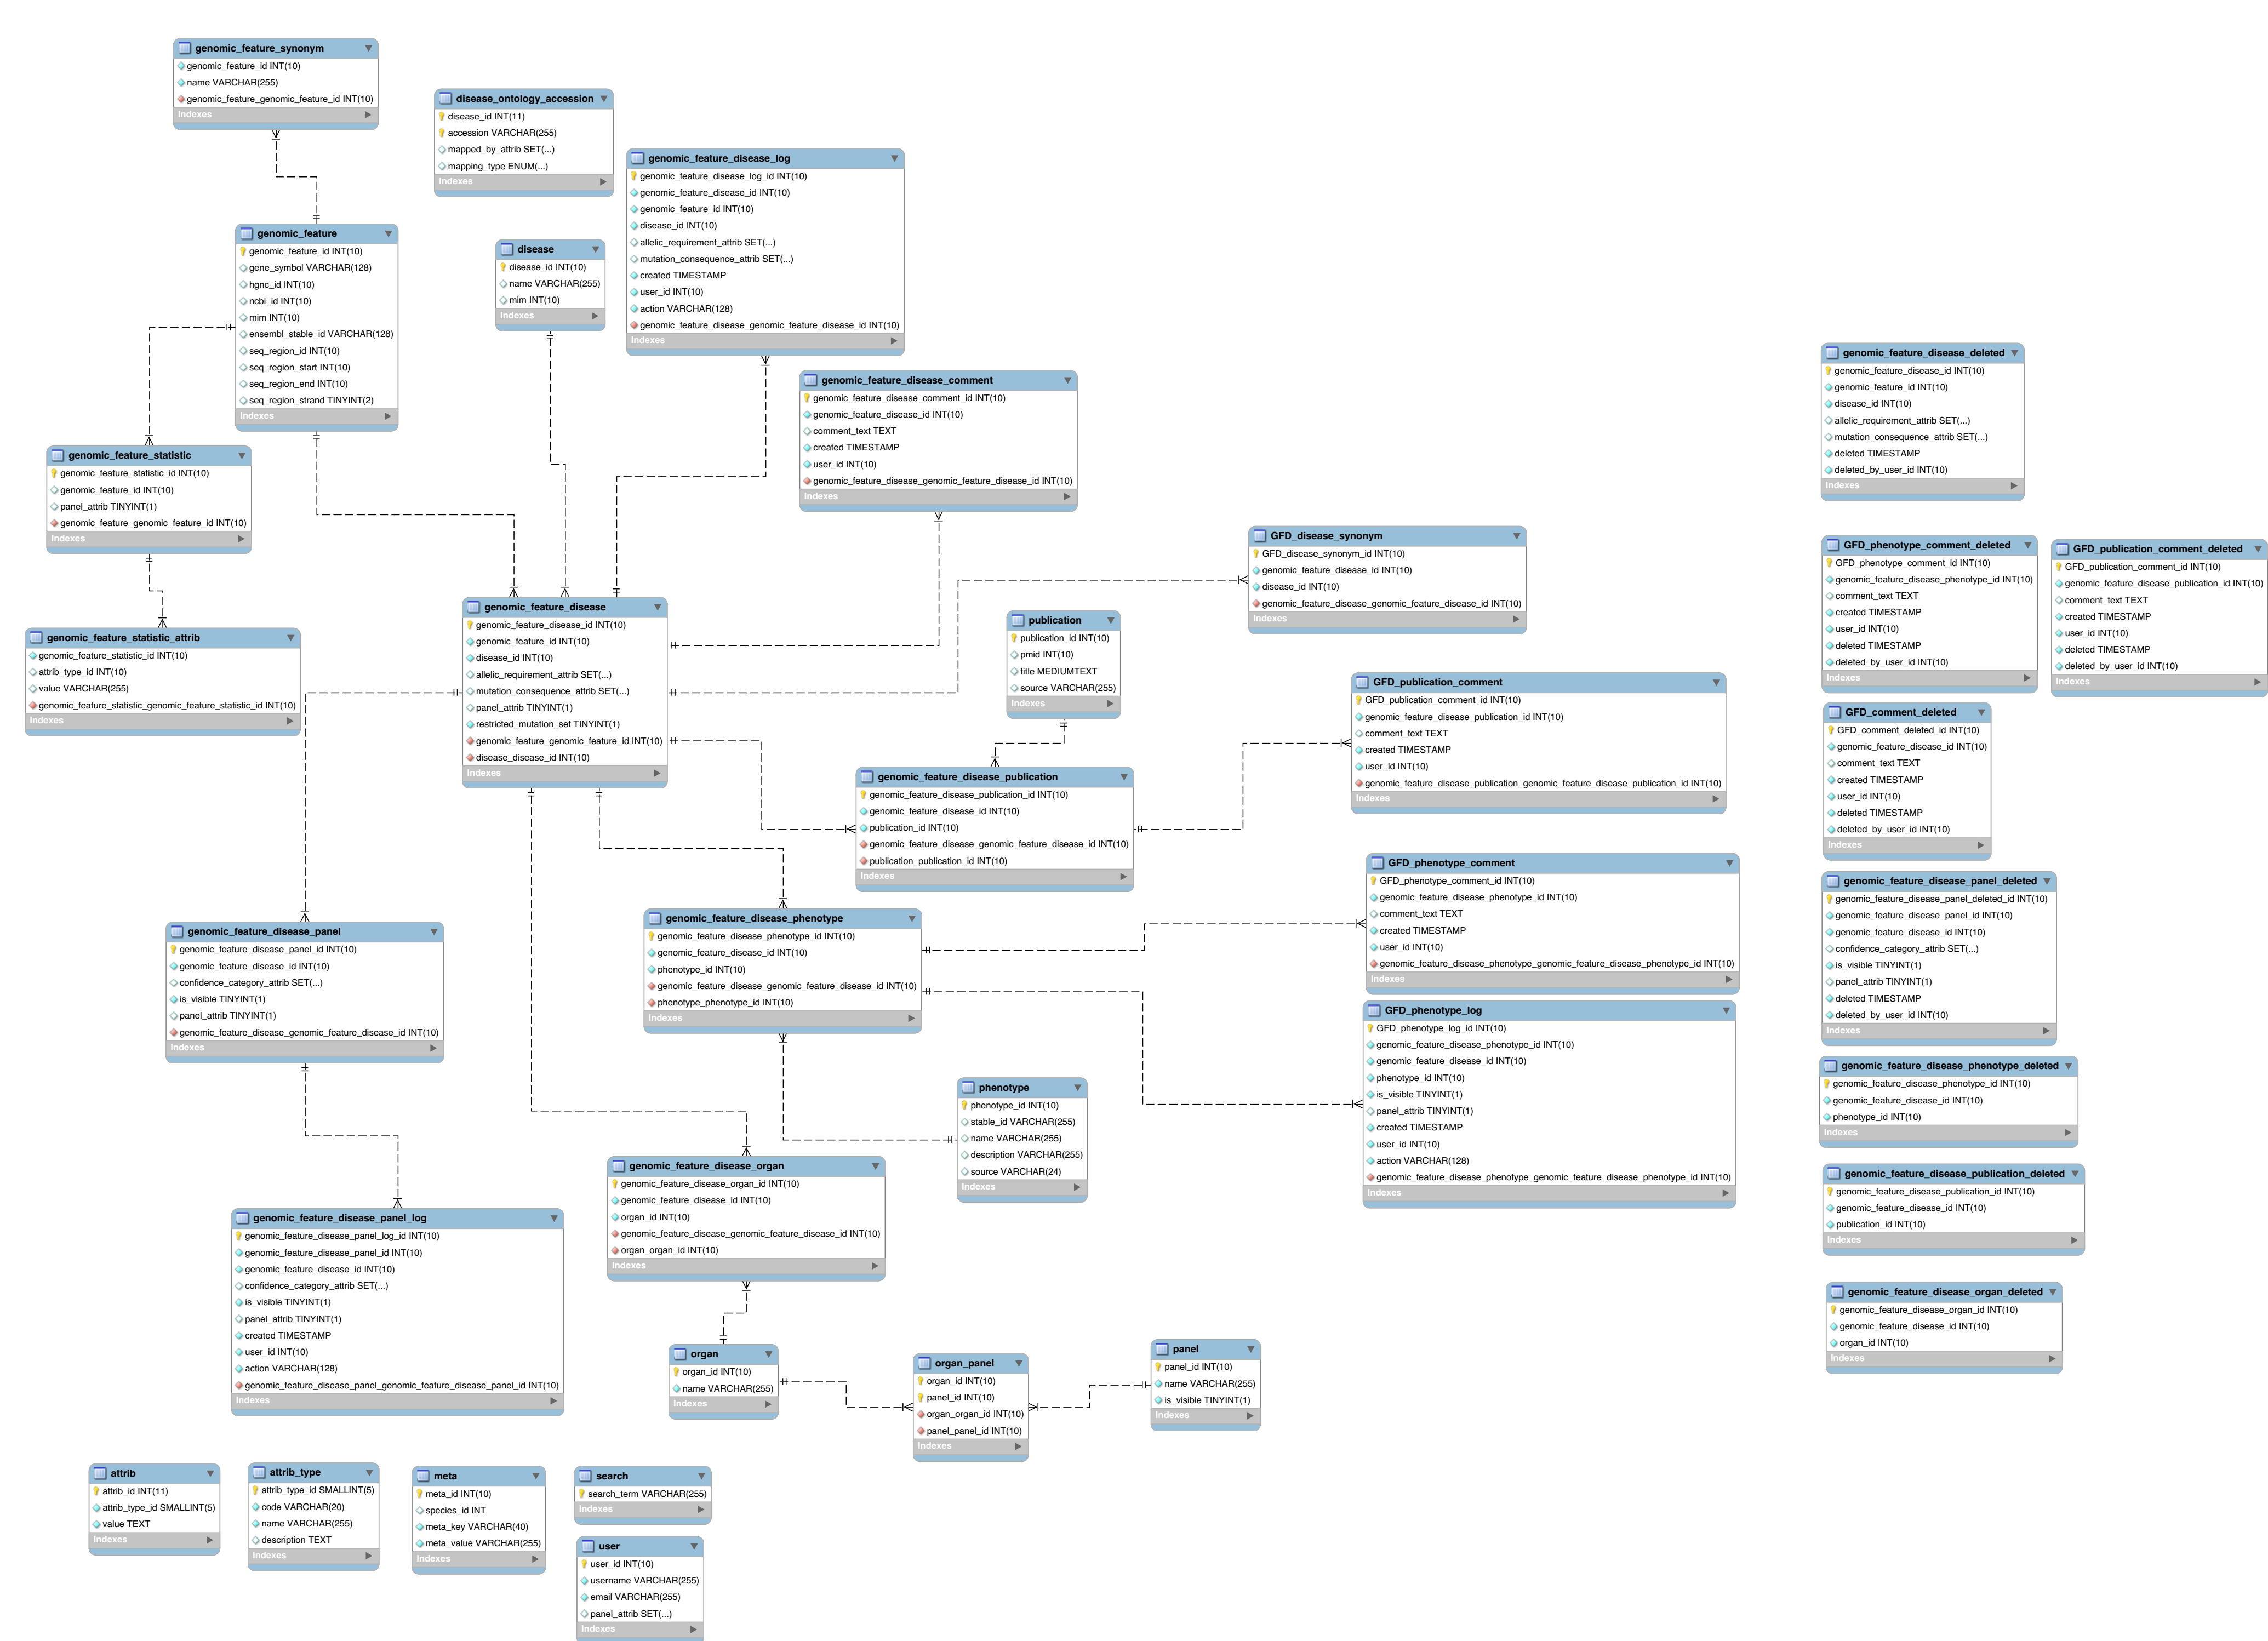 genomic_feature_synonym
genomic_feature_id INT(10)
name VARCHAR(255)
genomic_feature_genomic_feature_id INT(10)
Indexes
disease_ontology_accession
disease_id INT(11)
accession VARCHAR(255)
mapped_by_attrib SET(...)
mapping_type ENUM(...)
Indexes
genomic_feature_disease_log
genomic_feature_disease_log_id INT(10)
genomic_feature_disease_id INT(10)
genomic_feature_id INT(10)
disease_id INT(10)
allelic_requirement_attrib SET(...)
mutation_consequence_attrib SET(...)
created TIMESTAMP
user_id INT(10)
action VARCHAR(128)
genomic_feature_disease_genomic_feature_disease_id INT(10)
Indexes
genomic_feature
genomic_feature_id INT(10)
gene_symbol VARCHAR(128)
hgnc_id INT(10)
ncbi_id INT(10)
mim INT(10)
ensembl_stable_id VARCHAR(128)
seq_region_id INT(10)
seq_region_start INT(10)
seq_region_end INT(10)
seq_region_strand TINYINT(2)
Indexes
disease
disease_id INT(10)
name VARCHAR(255)
mim INT(10)
Indexes
genomic_feature_disease_comment
genomic_feature_disease_comment_id INT(10)
genomic_feature_disease_id INT(10)
comment_text TEXT
created TIMESTAMP
user_id INT(10)
genomic_feature_disease_genomic_feature_disease_id INT(10)
Indexes
genomic_feature_disease_deleted
genomic_feature_disease_id INT(10)
genomic_feature_id INT(10)
disease_id INT(10)
allelic_requirement_attrib SET(...)
mutation_consequence_attrib SET(...)
deleted TIMESTAMP
deleted_by_user_id INT(10)
Indexes
genomic_feature_statistic
genomic_feature_statistic_id INT(10)
genomic_feature_id INT(10)
panel_attrib TINYINT(1)
genomic_feature_genomic_feature_id INT(10)
Indexes
GFD_disease_synonym
GFD_disease_synonym_id INT(10)
genomic_feature_disease_id INT(10)
disease_id INT(10)
genomic_feature_disease_genomic_feature_disease_id INT(10)
Indexes
GFD_phenotype_comment_deleted
GFD_phenotype_comment_id INT(10)
genomic_feature_disease_phenotype_id INT(10)
comment_text TEXT
created TIMESTAMP
user_id INT(10)
deleted TIMESTAMP
deleted_by_user_id INT(10)
Indexes
GFD_publication_comment_deleted
GFD_publication_comment_id INT(10)
genomic_feature_disease_publication_id INT(10)
comment_text TEXT
created TIMESTAMP
user_id INT(10)
deleted TIMESTAMP
deleted_by_user_id INT(10)
Indexes
genomic_feature_statistic_attrib
genomic_feature_statistic_id INT(10)
attrib_type_id INT(10)
value VARCHAR(255)
genomic_feature_statistic_genomic_feature_statistic_id INT(10)
Indexes
genomic_feature_disease
genomic_feature_disease_id INT(10)
genomic_feature_id INT(10)
disease_id INT(10)
allelic_requirement_attrib SET(...)
mutation_consequence_attrib SET(...)
panel_attrib TINYINT(1)
restricted_mutation_set TINYINT(1)
genomic_feature_genomic_feature_id INT(10)
disease_disease_id INT(10)
Indexes
publication
publication_id INT(10)
pmid INT(10)
title MEDIUMTEXT
source VARCHAR(255)
Indexes
GFD_publication_comment
GFD_publication_comment_id INT(10)
genomic_feature_disease_publication_id INT(10)
comment_text TEXT
created TIMESTAMP
user_id INT(10)
genomic_feature_disease_publication_genomic_feature_disease_publication_id INT(10)
Indexes
GFD_comment_deleted
GFD_comment_deleted_id INT(10)
genomic_feature_disease_id INT(10)
comment_text TEXT
created TIMESTAMP
user_id INT(10)
deleted TIMESTAMP
deleted_by_user_id INT(10)
Indexes
genomic_feature_disease_publication
genomic_feature_disease_publication_id INT(10)
genomic_feature_disease_id INT(10)
publication_id INT(10)
genomic_feature_disease_genomic_feature_disease_id INT(10)
publication_publication_id INT(10)
Indexes
GFD_phenotype_comment
GFD_phenotype_comment_id INT(10)
genomic_feature_disease_phenotype_id INT(10)
comment_text TEXT
created TIMESTAMP
user_id INT(10)
genomic_feature_disease_phenotype_genomic_feature_disease_phenotype_id INT(10)
Indexes
genomic_feature_disease_panel_deleted
genomic_feature_disease_panel_deleted_id INT(10)
genomic_feature_disease_panel_id INT(10)
genomic_feature_disease_id INT(10)
confidence_category_attrib SET(...)
is_visible TINYINT(1)
panel_attrib TINYINT(1)
deleted TIMESTAMP
deleted_by_user_id INT(10)
Indexes
genomic_feature_disease_panel
genomic_feature_disease_panel_id INT(10)
genomic_feature_disease_id INT(10)
confidence_category_attrib SET(...)
is_visible TINYINT(1)
panel_attrib TINYINT(1)
genomic_feature_disease_genomic_feature_disease_id INT(10)
Indexes
genomic_feature_disease_phenotype
genomic_feature_disease_phenotype_id INT(10)
genomic_feature_disease_id INT(10)
phenotype_id INT(10)
genomic_feature_disease_genomic_feature_disease_id INT(10)
phenotype_phenotype_id INT(10)
Indexes
GFD_phenotype_log
GFD_phenotype_log_id INT(10)
genomic_feature_disease_phenotype_id INT(10)
genomic_feature_disease_id INT(10)
phenotype_id INT(10)
is_visible TINYINT(1)
panel_attrib TINYINT(1)
created TIMESTAMP
user_id INT(10)
action VARCHAR(128)
genomic_feature_disease_phenotype_genomic_feature_disease_phenotype_id INT(10)
Indexes
genomic_feature_disease_phenotype_deleted
genomic_feature_disease_phenotype_id INT(10)
genomic_feature_disease_id INT(10)
phenotype_id INT(10)
Indexes
phenotype
phenotype_id INT(10)
stable_id VARCHAR(255)
name VARCHAR(255)
description VARCHAR(255)
source VARCHAR(24)
Indexes
genomic_feature_disease_organ
genomic_feature_disease_organ_id INT(10)
genomic_feature_disease_id INT(10)
organ_id INT(10)
genomic_feature_disease_genomic_feature_disease_id INT(10)
organ_organ_id INT(10)
Indexes
genomic_feature_disease_publication_deleted
genomic_feature_disease_publication_id INT(10)
genomic_feature_disease_id INT(10)
publication_id INT(10)
Indexes
genomic_feature_disease_panel_log
genomic_feature_disease_panel_log_id INT(10)
genomic_feature_disease_panel_id INT(10)
genomic_feature_disease_id INT(10)
confidence_category_attrib SET(...)
is_visible TINYINT(1)
panel_attrib TINYINT(1)
created TIMESTAMP
user_id INT(10)
action VARCHAR(128)
genomic_feature_disease_panel_genomic_feature_disease_panel_id INT(10)
Indexes
genomic_feature_disease_organ_deleted
genomic_feature_disease_organ_id INT(10)
genomic_feature_disease_id INT(10)
organ_id INT(10)
Indexes
organ
organ_id INT(10)
name VARCHAR(255)
Indexes
organ_panel
organ_id INT(10)
panel_id INT(10)
organ_organ_id INT(10)
panel_panel_id INT(10)
Indexes
panel
panel_id INT(10)
name VARCHAR(255)
is_visible TINYINT(1)
Indexes
attrib
attrib_id INT(11)
attrib_type_id SMALLINT(5)
value TEXT
Indexes
attrib_type
attrib_type_id SMALLINT(5)
code VARCHAR(20)
name VARCHAR(255)
description TEXT
Indexes
meta
meta_id INT(10)
species_id INT
meta_key VARCHAR(40)
meta_value VARCHAR(255)
Indexes
search
search_term VARCHAR(255)
Indexes
user
user_id INT(10)
username VARCHAR(255)
email VARCHAR(255)
panel_attrib SET(...)
Indexes